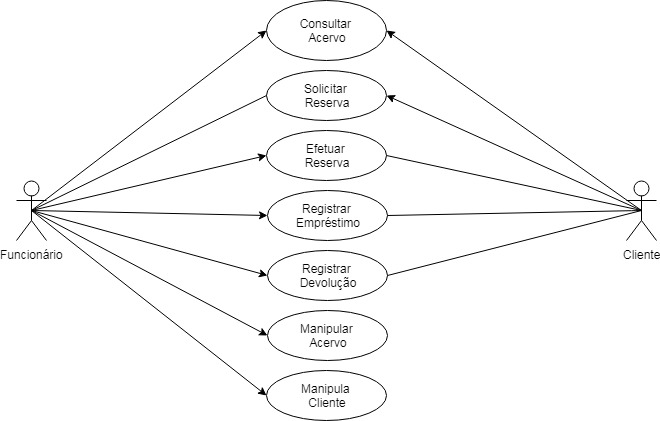 Consultar
Acervo
Solicitar
Reserva
Efetuar
Reserva
Registrar
Empréstimo
Funcionário
Cliente
Registrar
Devolução
Manipular
Acervo
Manipula
Cliente